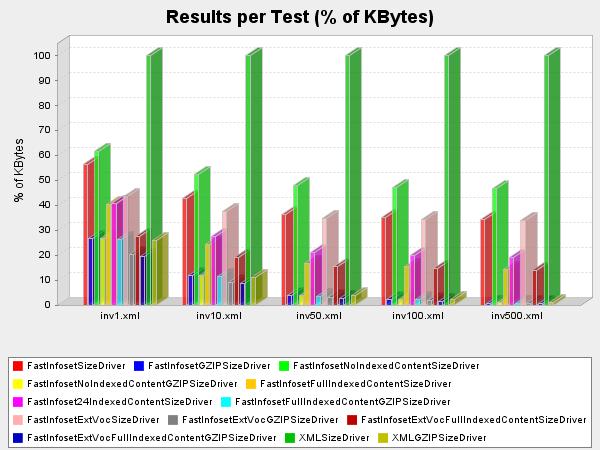 Results per Test (% of KBytes)
% of KBytes
100
90
80
70
60
50
40
30
20
10
0
inv1.xml inv10.xml inv50.xml inv100.xml inv500.xml
FastInfosetSizeDriver FastInfosetGZIPSizeDriver FastInfosetNoIndexedContentSizeDriver
FastInfosetNoIndexedContentGZIPSizeDriver FastInfosetFullIndexedContentSizeDriver
FastInfoset24IndexedContentSizeDriver FastInfosetFullIndexedContentGZIPSizeDriver
FastInfosetExtVocSizeDriver FastInfosetExtVocGZIPSizeDriver FastInfosetExtVocFullIndexedContentSizeDriver
FastInfosetExtVocFullIndexedContentGZIPSizeDriver XMLSizeDriver XMLGZIPSizeDriver